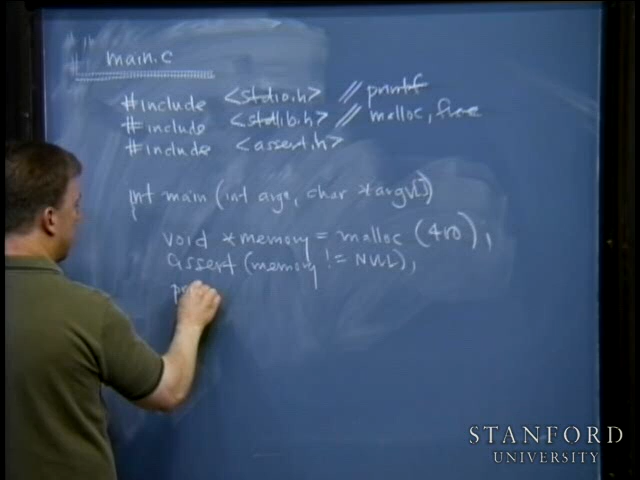 main.c
#include <stdio.h> // printf
#include <stdlib.h> // malloc, free
#include <assert.h>
int main (int argc, char *argv[])
void *memory = malloc (400);
assert (memory != NULL);
pr
STANFORD
UNIVERSITY